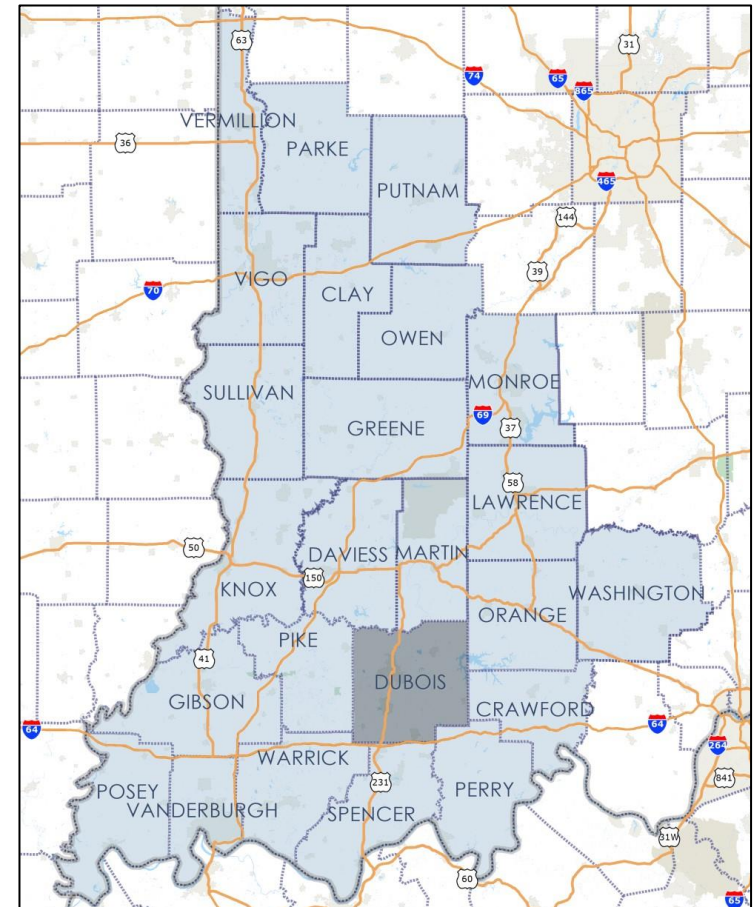 63
31
74
65
865
VERMILLION
36
PARKE
PUTNAM
465
144
39
VIGO
CLAY
70
OWEN
SULLIVAN
MONROE
69
GREENE
37
58
LAWRENCE
50
DAVIESS
MARTIN
150
KNOX
WASHINGTON
ORANGE
PIKE
41
DUBOIS
GIBSON
CRAWFORD
64
64
264
WARRICK
841
POSEY
231
PERRY
VANDERBURGH
SPENCER
31W
60
65